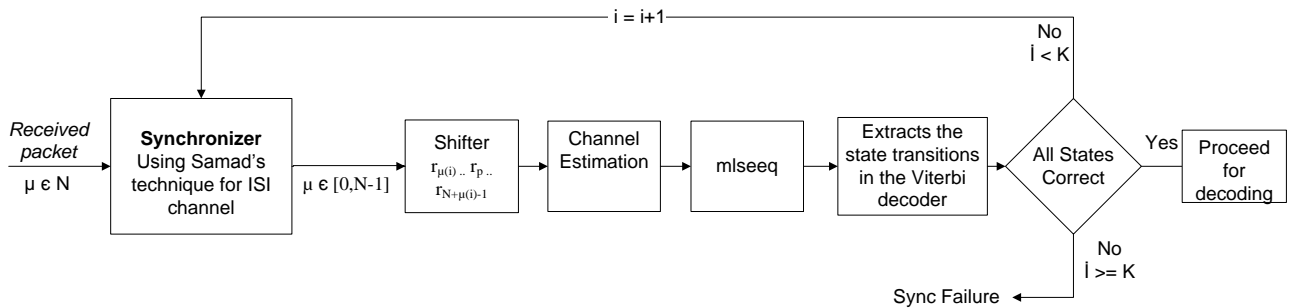 i = i+1
No
İ < K
Received
packet
µ є N
Synchronizer
Using Samad's
technique for ISI
channel
µ є [0,N-1]
Shifter
rµ(i) .. rp ..
rN+µ(i)-1
Channel
Estimation
mlseeq
Extracts the
state transitions
in the Viterbi
decoder
All States
Correct
Yes
Proceed
for
decoding
No
İ >= K
Sync Failure